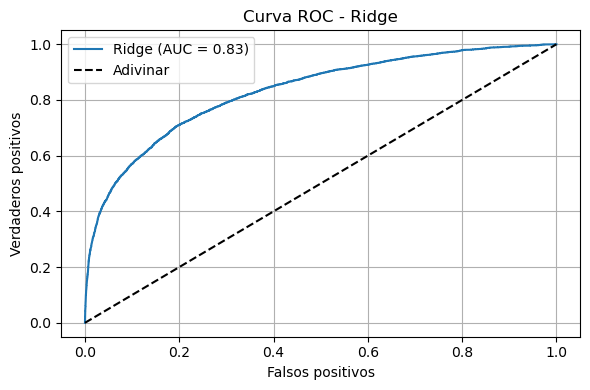 Curva ROC - Ridge
Ridge (AUC = 0.83)
Adivinar
Verdaderos positivos
1.0
0.8
0.6
0.4
0.2
0.0
0.0 0.2 0.4 0.6 0.8 1.0
Falsos positivos